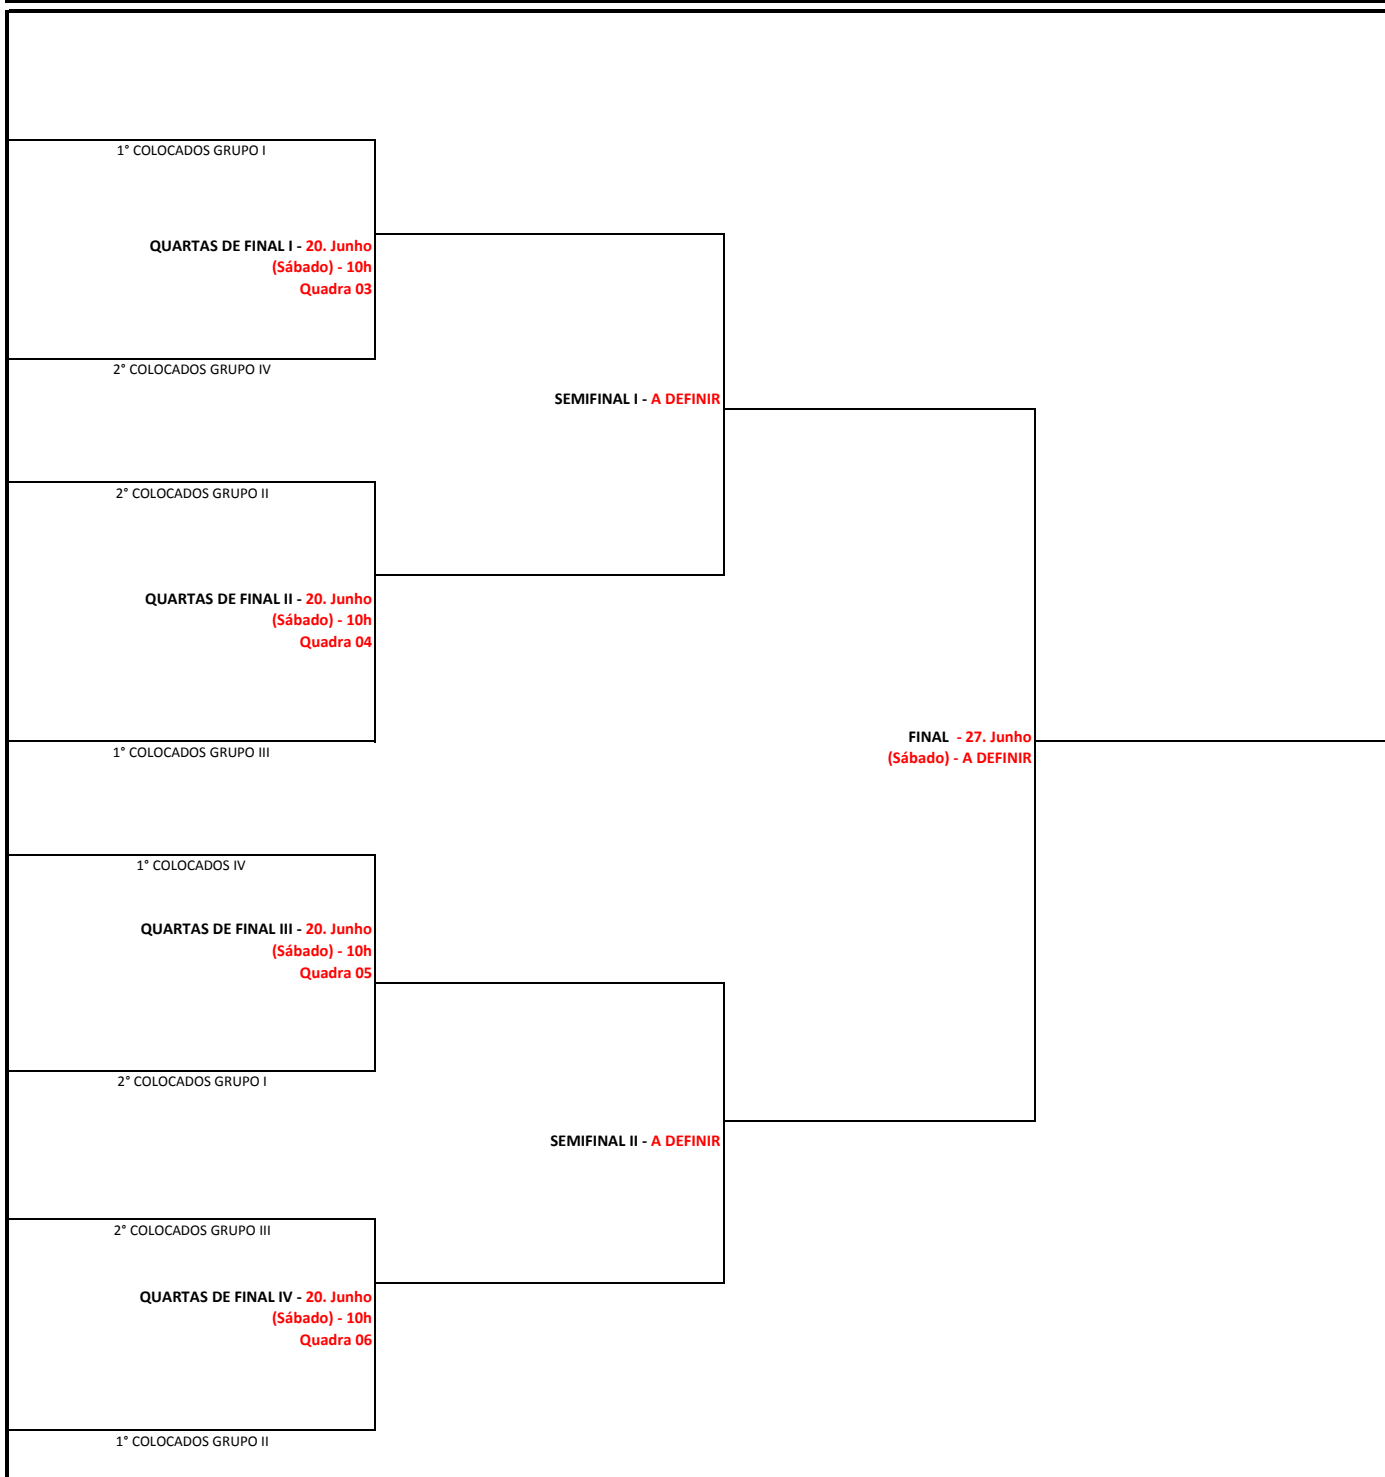 1° COLOCADOS GRUPO I
QUARTAS DE FINAL I - 20. Junho
(Sábado) - 10h
Quadra 03
2° COLOCADOS GRUPO IV
SEMIFINAL I - A DEFINIR
2° COLOCADOS GRUPO II
QUARTAS DE FINAL II - 20. Junho
(Sábado) - 10h
Quadra 04
1° COLOCADOS GRUPO III
FINAL  - 27. Junho
(Sábado) - A DEFINIR
1° COLOCADOS IV
QUARTAS DE FINAL III - 20. Junho
(Sábado) - 10h
Quadra 05
2° COLOCADOS GRUPO I
SEMIFINAL II - A DEFINIR
2° COLOCADOS GRUPO III
QUARTAS DE FINAL IV - 20. Junho
(Sábado) - 10h
Quadra 06
1° COLOCADOS GRUPO II